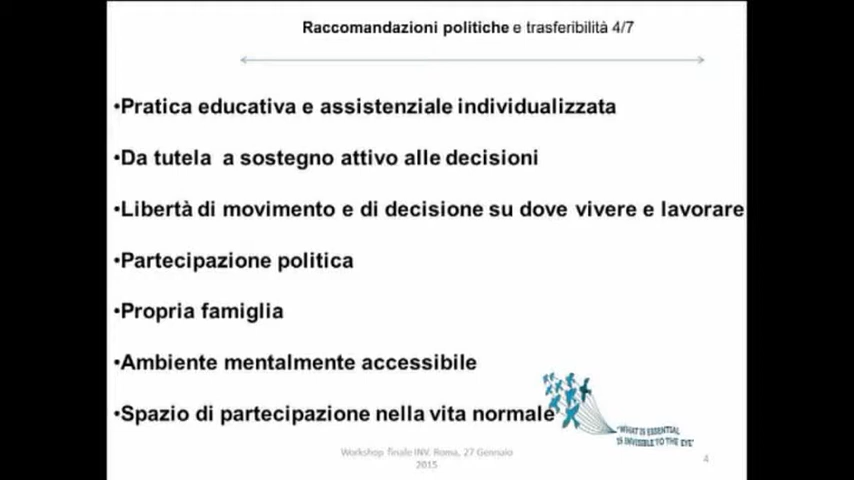 Raccomandazioni politiche e trasferibilità 4/7
•Pratica educativa e assistenziale individualizzata
•Da tutela a sostegno attivo alle decisioni
•Libertà di movimento e di decisione su dove vivere e lavorare
•Partecipazione politica
•Propria famiglia
•Ambiente mentalmente accessibile
•Spazio di partecipazione nella vita normale
"WHAT IS ESSENTIAL
IS INVISIBLE TO THE EYE"
Workshop finale INV. Roma, 27 Gennaio
2015
4